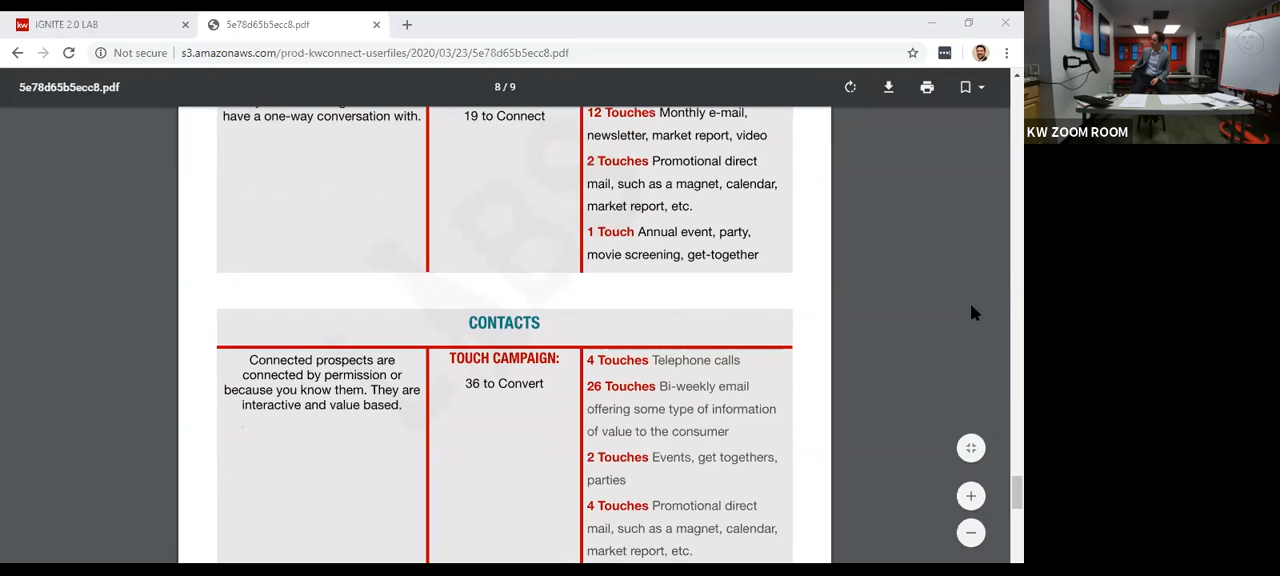 kw IGNITE 2.0 LAB
5e78d65b5ecc8.pdf
Not secure | s3.amazonaws.com/prod-kwconnect-userfiles/2020/03/23/5e78d65b5ecc8.pdf
5e78d65b5ecc8.pdf
8 / 9
have a one-way conversation with.
19 to Connect
12 Touches Monthly e-mail,
newsletter, market report, video
2 Touches Promotional direct
mail, such as a magnet, calendar,
market report, etc.
1 Touch Annual event, party,
movie screening, get-together
CONTACTS
Connected prospects are
connected by permission or
because you know them. They are
interactive and value based.
TOUCH CAMPAIGN:
36 to Convert
4 Touches Telephone calls
26 Touches Bi-weekly email
offering some type of information
of value to the consumer
2 Touches Events, get togethers,
parties
4 Touches Promotional direct
mail, such as a magnet, calendar,
market report, etc.
KW ZOOM ROOM